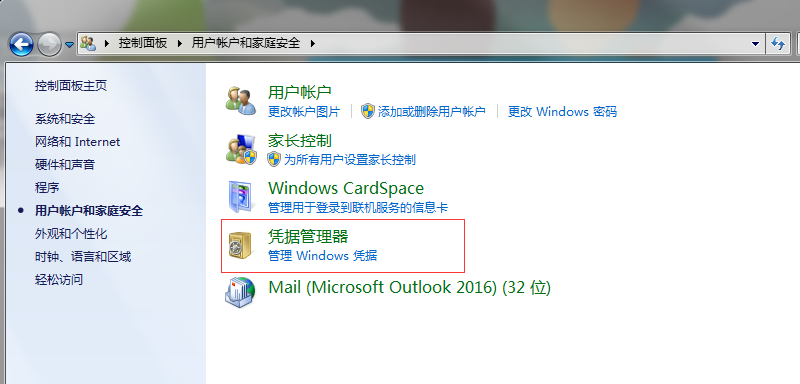 控制面板 ▶ 用户帐户和家庭安全 ▶
控制面板主页
系统和安全
网络和 Internet
硬件和声音
程序
用户帐户和家庭安全
外观和个性化
时钟、语言和区域
轻松访问
用户帐户
更改帐户图片 | 添加或删除用户帐户 | 更改 Windows 密码
家长控制
为所有用户设置家长控制
Windows CardSpace
管理用于登录到联机服务的信息卡
凭据管理器
管理 Windows 凭据
Mail (Microsoft Outlook 2016) (32 位)